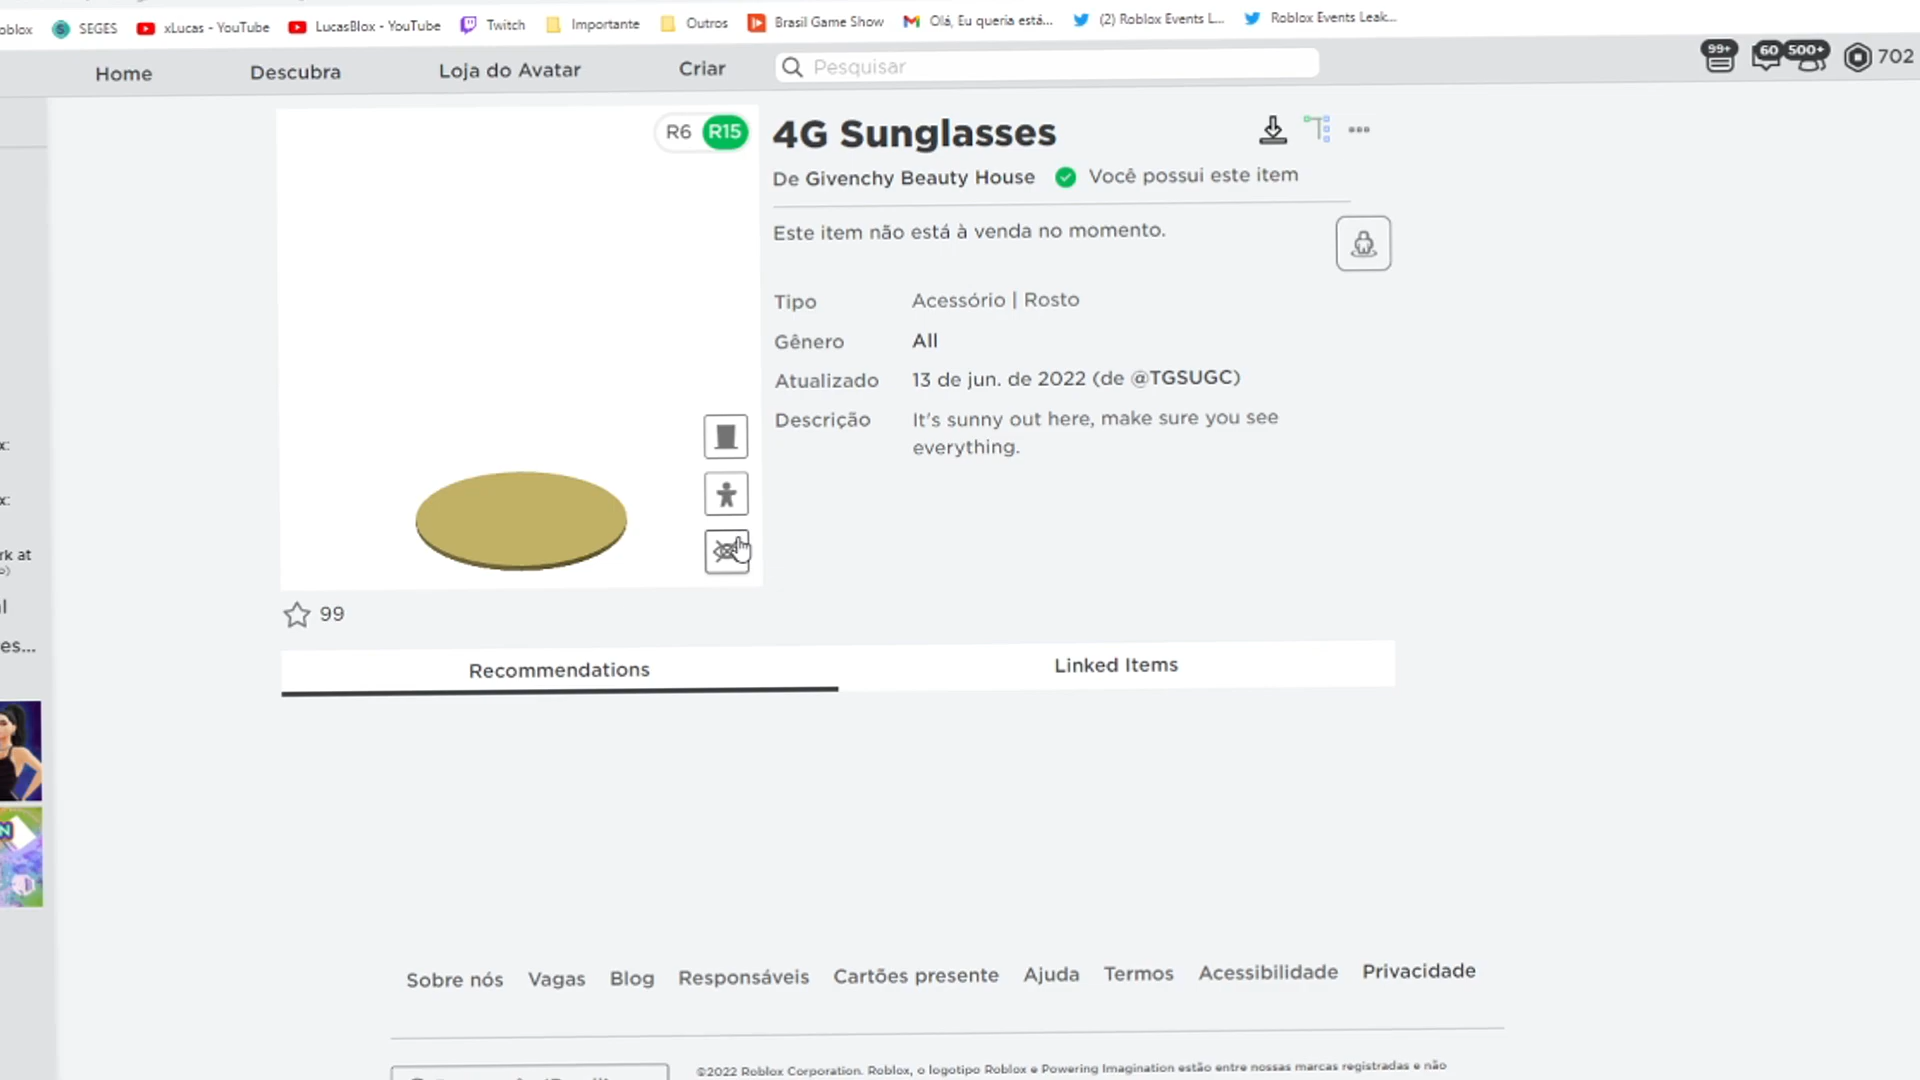 oblox SEGES xLucas - YouTube LucasBlox - YouTube Twitch Importante Outros Brasil Game Show Olá, Eu queria está... (2) Roblox Events L... Roblox Events Leak...
Home Descubra Loja do Avatar Criar Pesquisar 99+ 60 500+ 702
R6 R15
4G Sunglasses
De Givenchy Beauty House Você possui este item
Este item não está à venda no momento.
Tipo Acessório | Rosto
Gênero All
Atualizado 13 de jun. de 2022 (de @TGSUGC)
Descrição It's sunny out here, make sure you see
everything.
x:
x:
rk at
es...
99
Recommendations Linked Items
Sobre nós Vagas Blog Responsáveis Cartões presente Ajuda Termos Acessibilidade Privacidade
©2022 Roblox Corporation. Roblox, o logotipo Roblox e Powering Imagination estão entre nossas marcas registradas e não